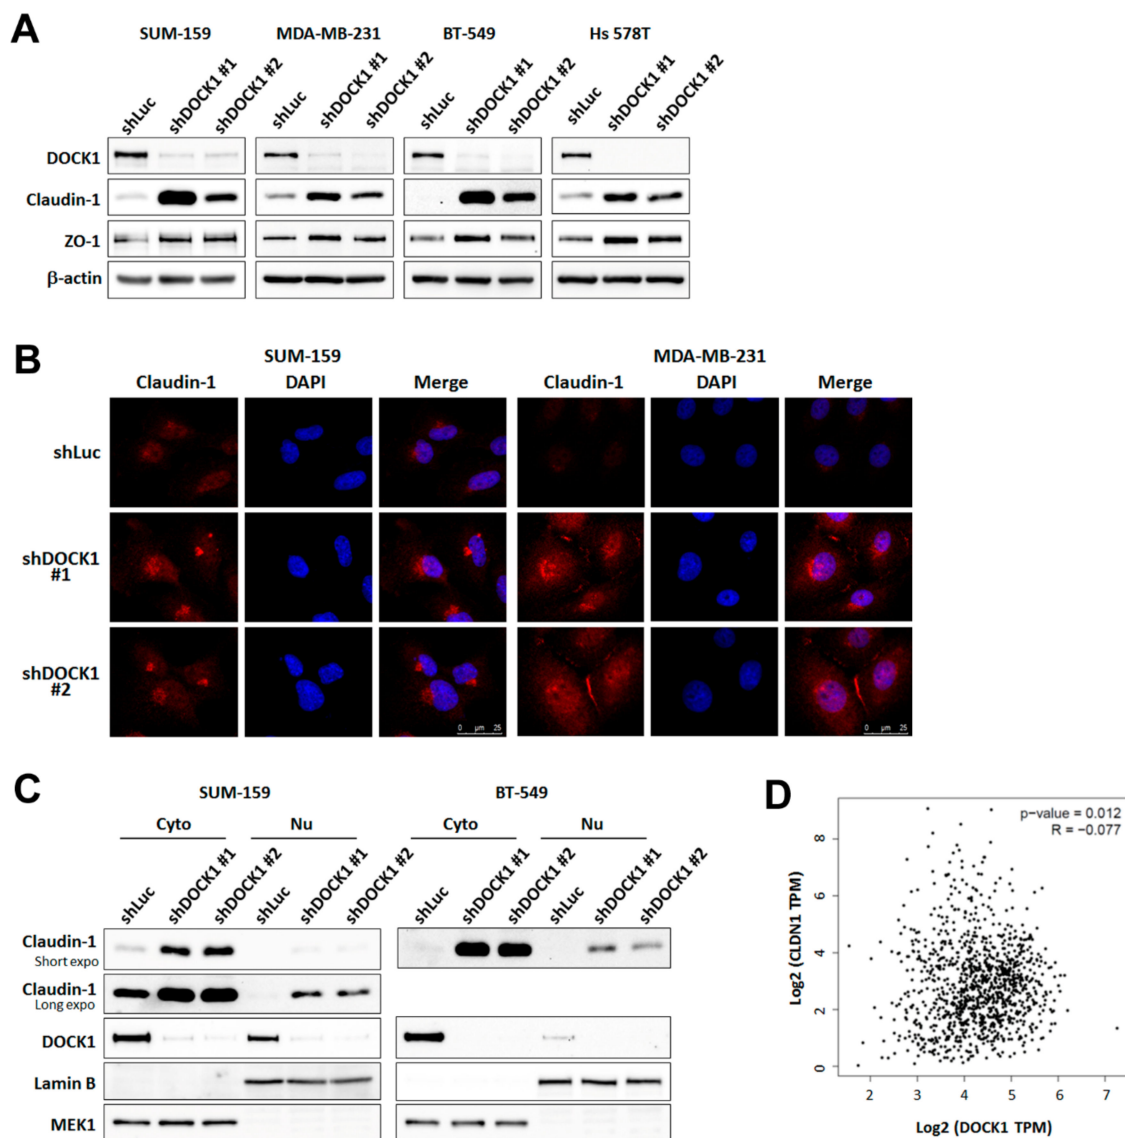 A
SUM-159 MDA-MB-231 BT-549 Hs 578T
shLuc shDOCK1 #1 shDOCK1 #2 shLuc shDOCK1 #1 shDOCK1 #2 shLuc shDOCK1 #1 shDOCK1 #2 shLuc shDOCK1 #1 shDOCK1 #2
DOCK1
Claudin-1
ZO-1
β-actin
B
SUM-159 MDA-MB-231
Claudin-1 DAPI Merge Claudin-1 DAPI Merge
shLuc
shDOCK1
#1
shDOCK1
#2
0 µm 25 0 µm 25
C
SUM-159 BT-549
Cyto Nu Cyto Nu
shLuc shDOCK1 #1 shDOCK1 #2 shLuc shDOCK1 #1 shDOCK1 #2 shLuc shDOCK1 #1 shDOCK1 #2 shLuc shDOCK1 #1 shDOCK1 #2
Claudin-1
Short expo
Claudin-1
Long expo
DOCK1
Lamin B
MEK1
D
p-value = 0.012
R = −0.077
Log2 (CLDN1 TPM)
8
6
4
2
0
2 3 4 5 6 7
Log2 (DOCK1 TPM)